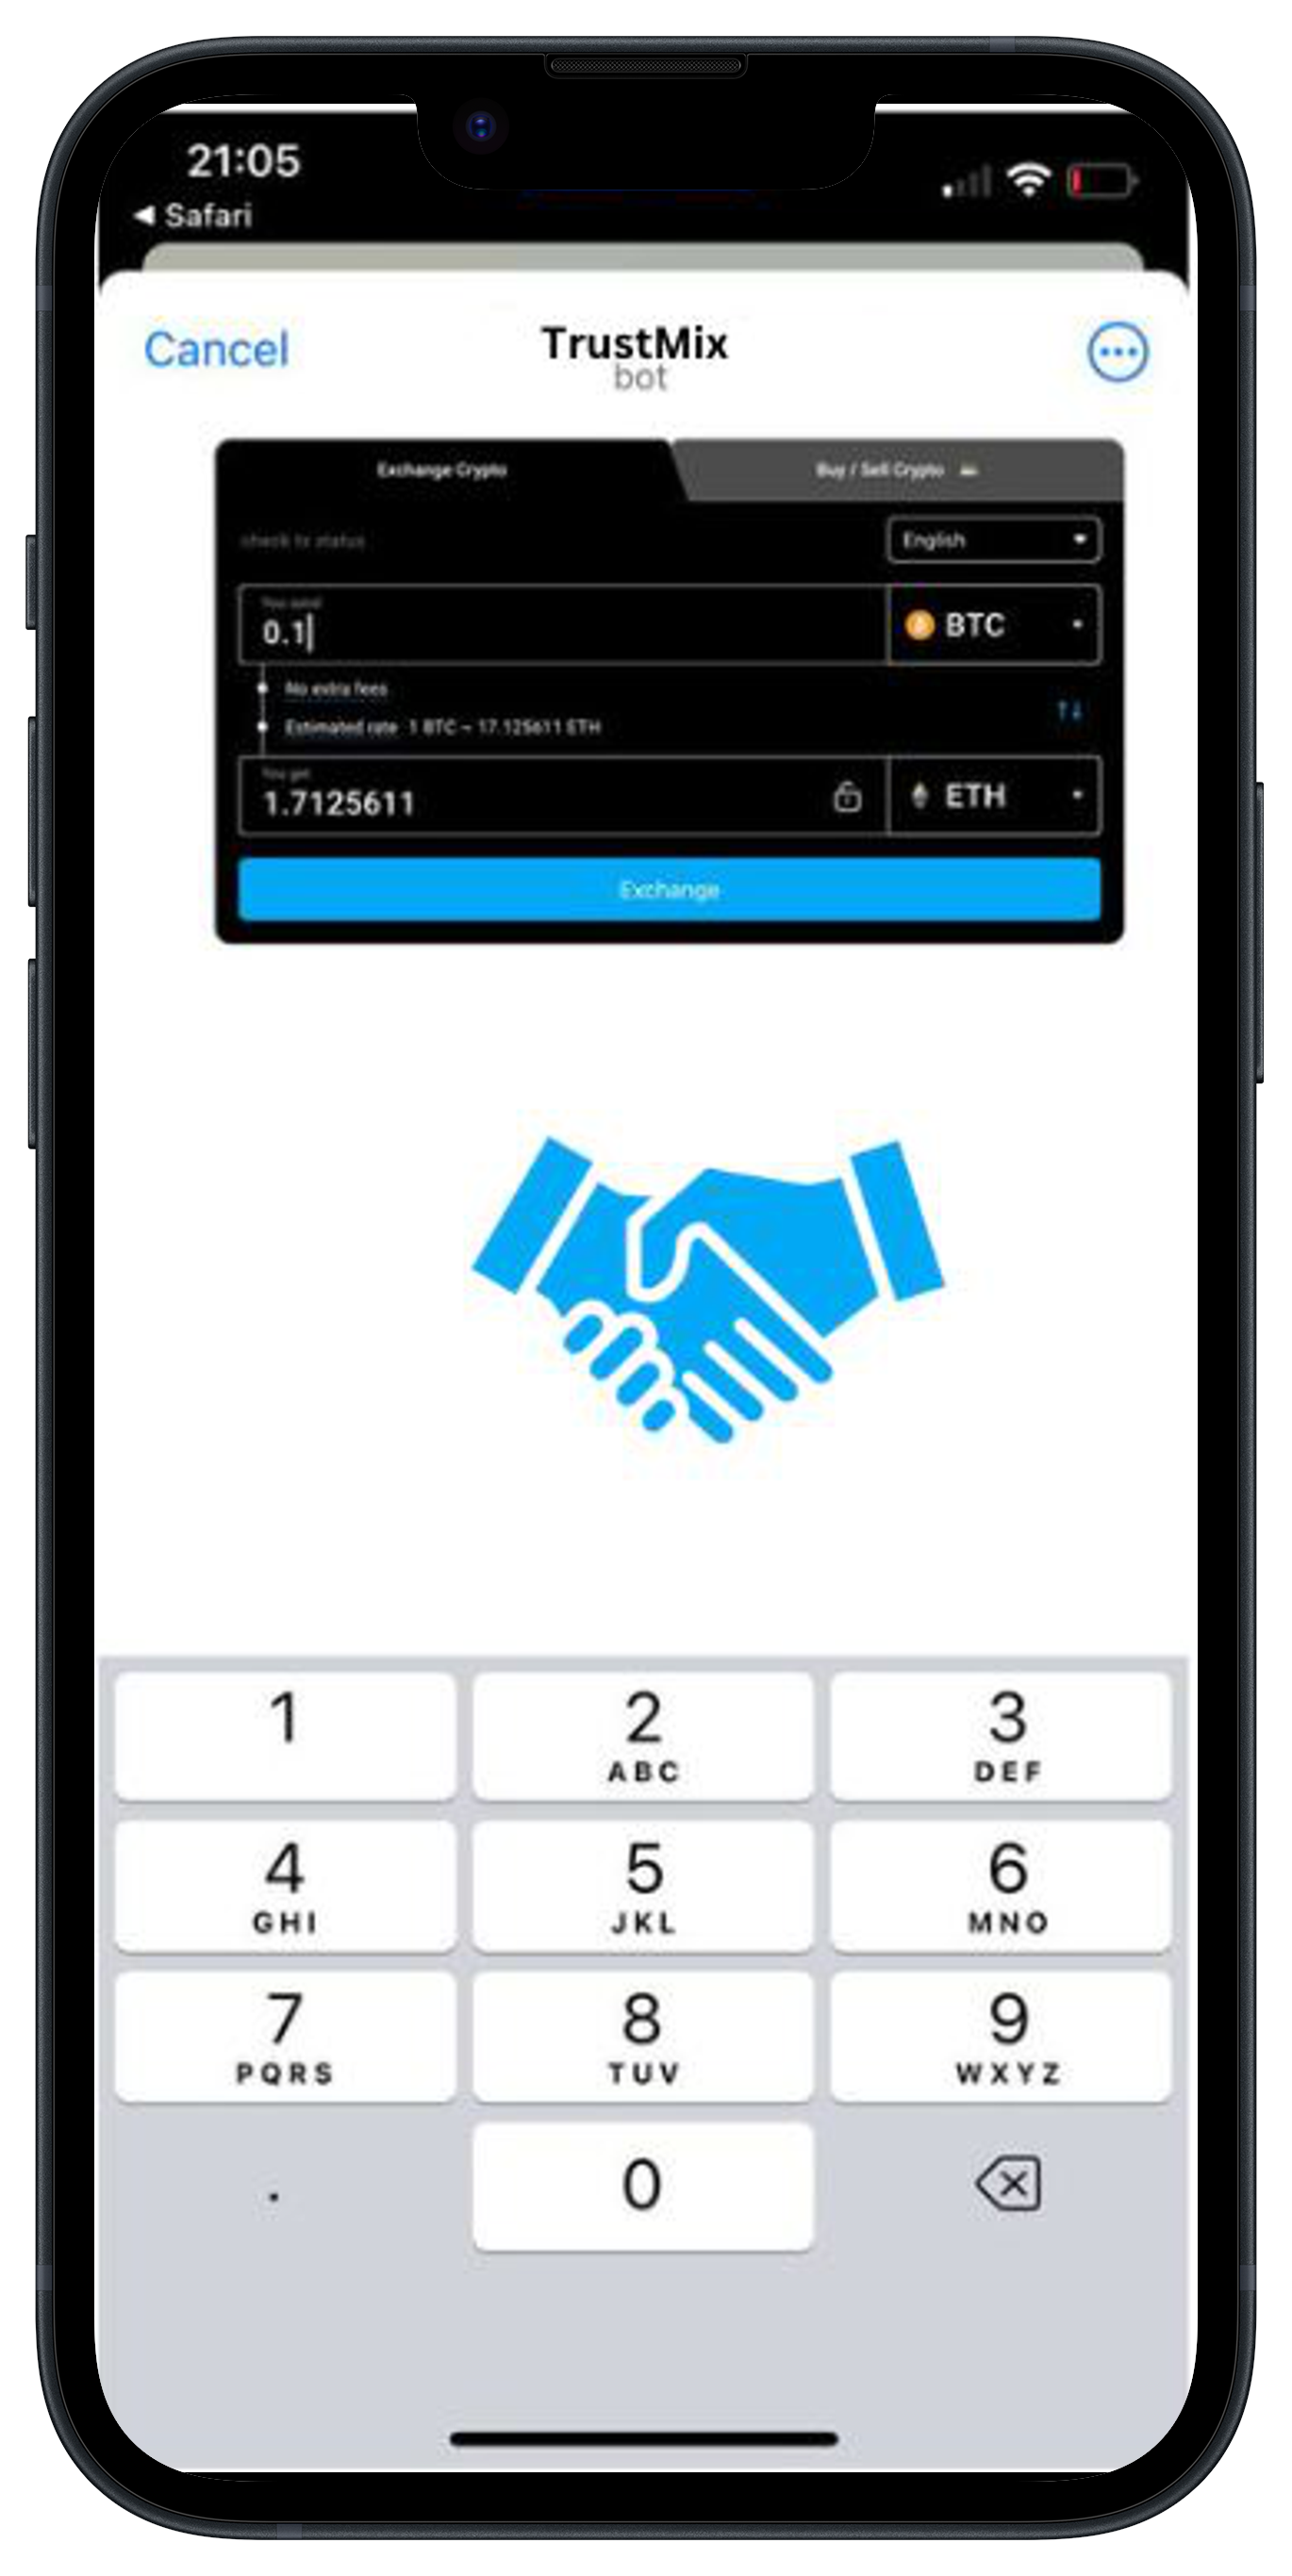 21:05
Safari
Cancel
TrustMix
bot
Exchange Crypto
Buy / Sell Crypto
check tx status
English
You send
0.1
BTC
No extra fees
Estimated rate 1 BTC ~ 17.125611 ETH
You get
1.7125611
ETH
Exchange
1
2
ABC
3
DEF
4
GHI
5
JKL
6
MNO
7
PQRS
8
TUV
9
WXYZ
.
0